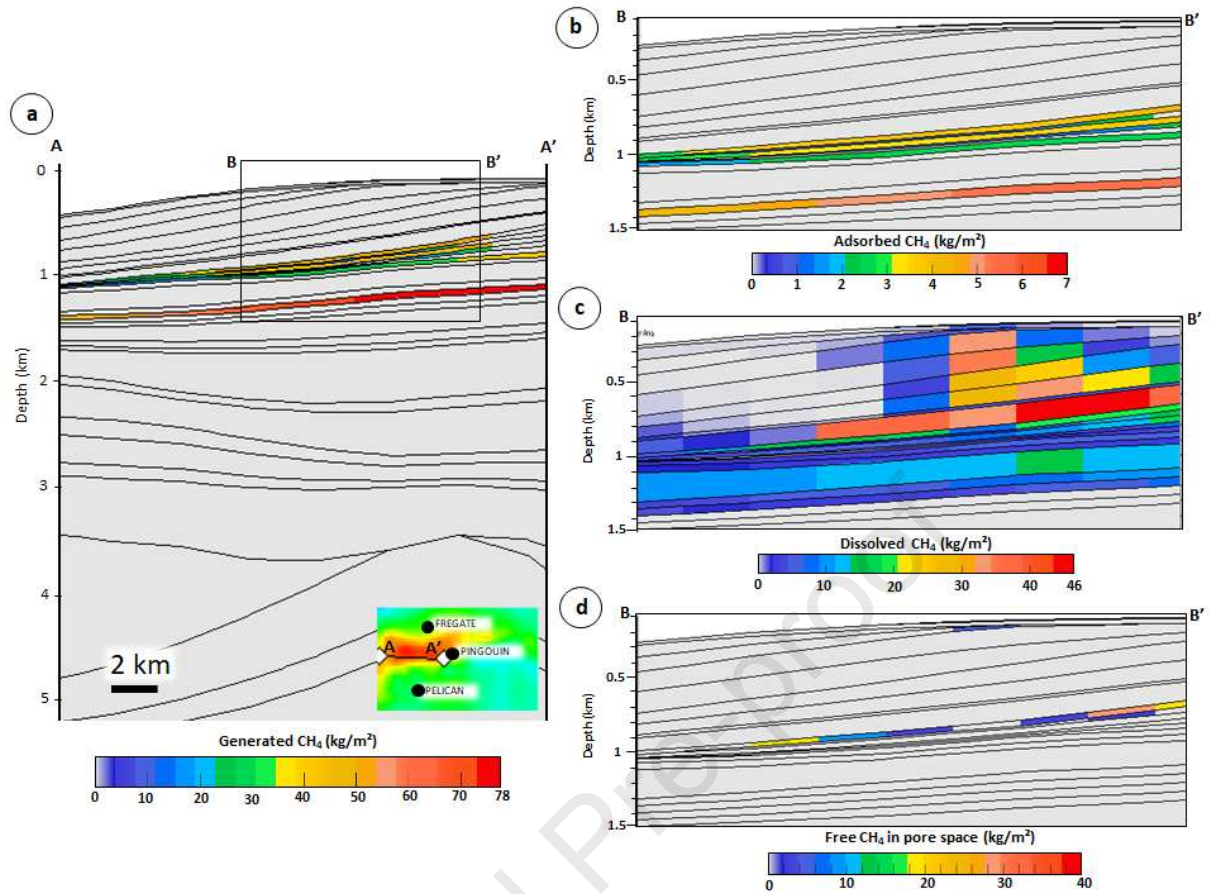 a
A
B
B'
A'
0
1
2
3
4
5
Depth (km)
2 km
FREGATE
A
A'
PINGOUIN
PELICAN
Generated CH₄ (kg/m²)
0 10 20 30 40 50 60 70 78
b
B
B'
0.5
1
1.5
Depth (km)
Adsorbed CH₄ (kg/m²)
0 1 2 3 4 5 6 7
c
B
B'
0.5
1
1.5
Depth (km)
Dissolved CH₄ (kg/m²)
0 10 20 32 40 46
d
B
B'
0.5
1
1.5
Depth (km)
Free CH₄ in pore space (kg/m²)
0 10 20 30 40
Pre-proof